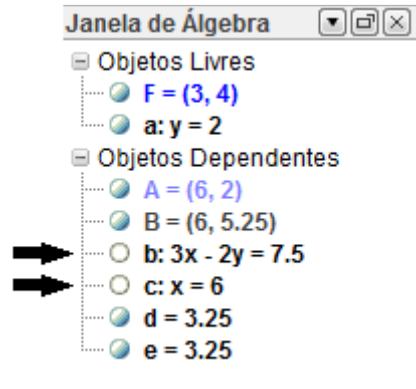 Janela de Álgebra
Objetos Livres
F = (3, 4)
a: y = 2
Objetos Dependentes
A = (6, 2)
B = (6, 5.25)
b: 3x - 2y = 7.5
c: x = 6
d = 3.25
e = 3.25